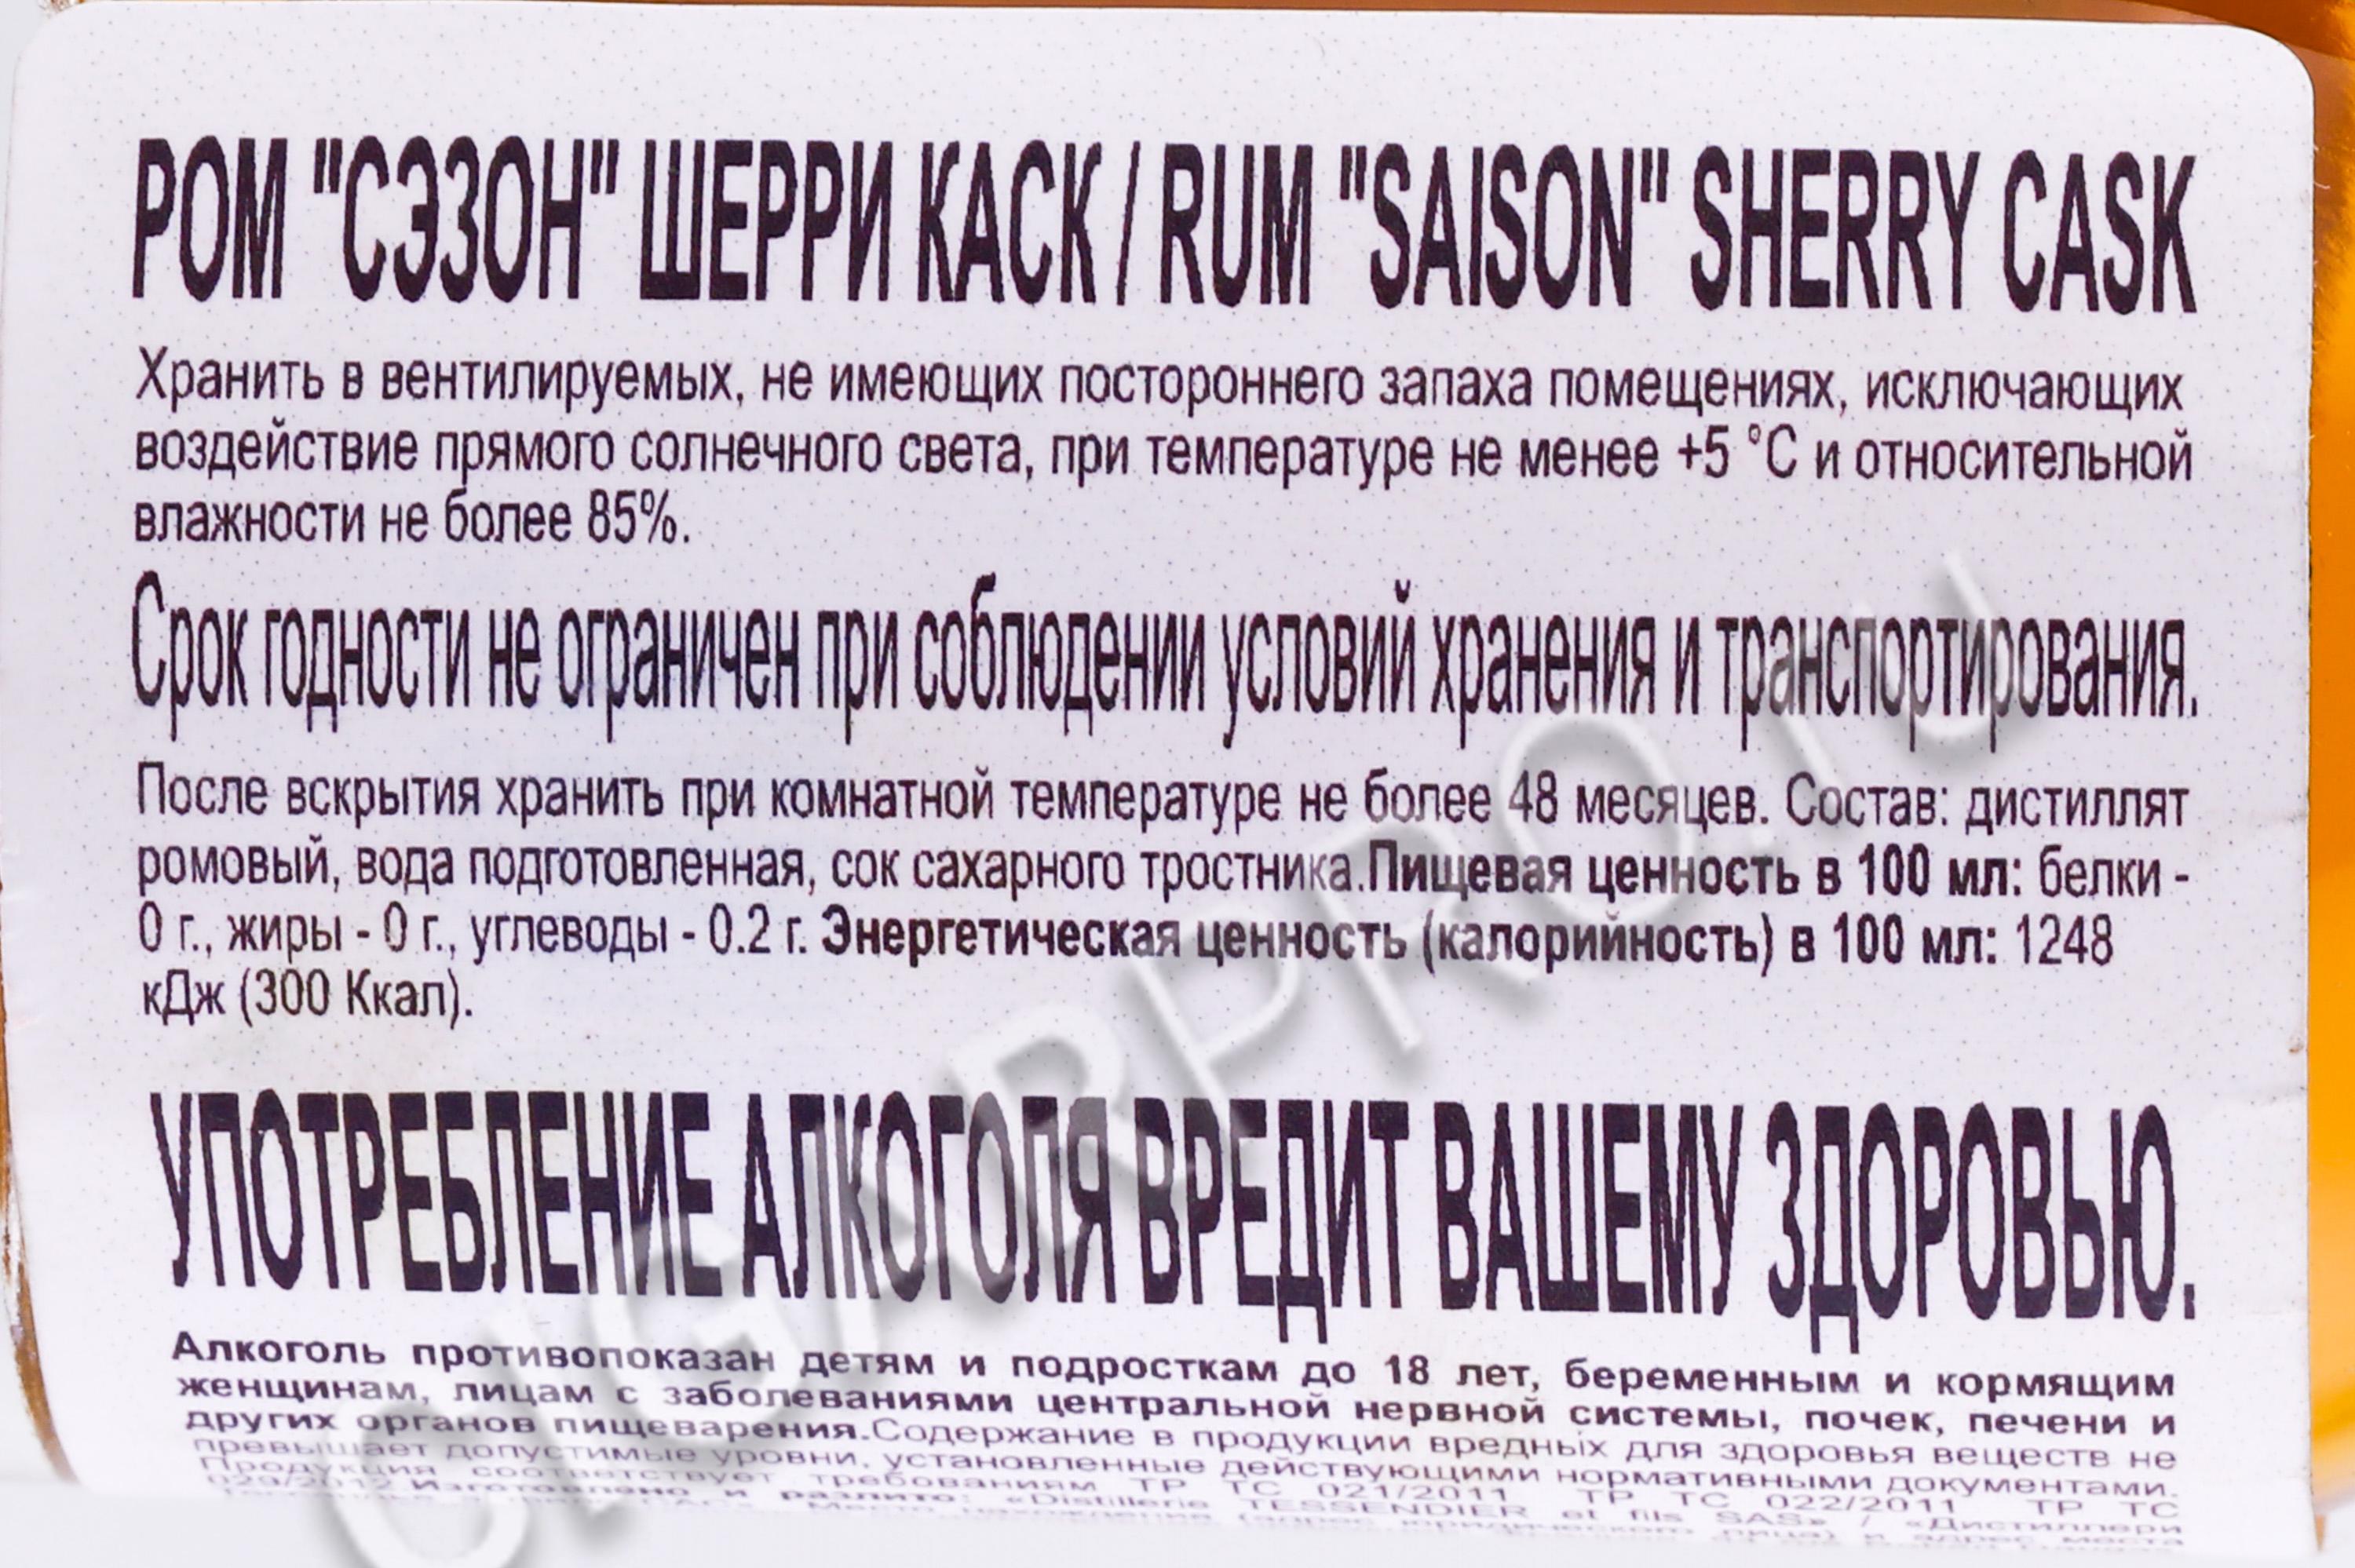 РОМ "СЭЗОН" ШЕРРИ КАСК / RUM "SAISON" SHERRY CASK
Хранить в вентилируемых, не имеющих постороннего запаха помещениях, исключающих
воздействие прямого солнечного света, при температуре не менее +5 °C и относительной
влажности не более 85%.
Срок годности не ограничен при соблюдении условий хранения и транспортирования.
После вскрытия хранить при комнатной температуре не более 48 месяцев. Состав: дистиллят
ромовый, вода подготовленная, сок сахарного тростника.Пищевая ценность в 100 мл: белки -
0 г., жиры - 0 г., углеводы - 0.2 г. Энергетическая ценность (калорийность) в 100 мл: 1248
кДж (300 Ккал).
УПОТРЕБЛЕНИЕ АЛКОГОЛЯ ВРЕДИТ ВАШЕМУ ЗДОРОВЬЮ.
Алкоголь противопоказан детям и подросткам до 18 лет, беременным и кормящим
женщинам, лицам с заболеваниями центральной нервной системы, почек, печени и
других органов пищеварения.Содержание в продукции вредных для здоровья веществ не
превышает допустимые уровни, установленные действующими нормативными документами.
Продукция соответствует требованиям ТР ТС 021/2011 ТР ТС 022/2011 ТР ТС
029/2012 Изготовлено и разлито: «Distillerie TESSENDIER et fils SAS» / «Дистиллери
CIGARPRO.RU